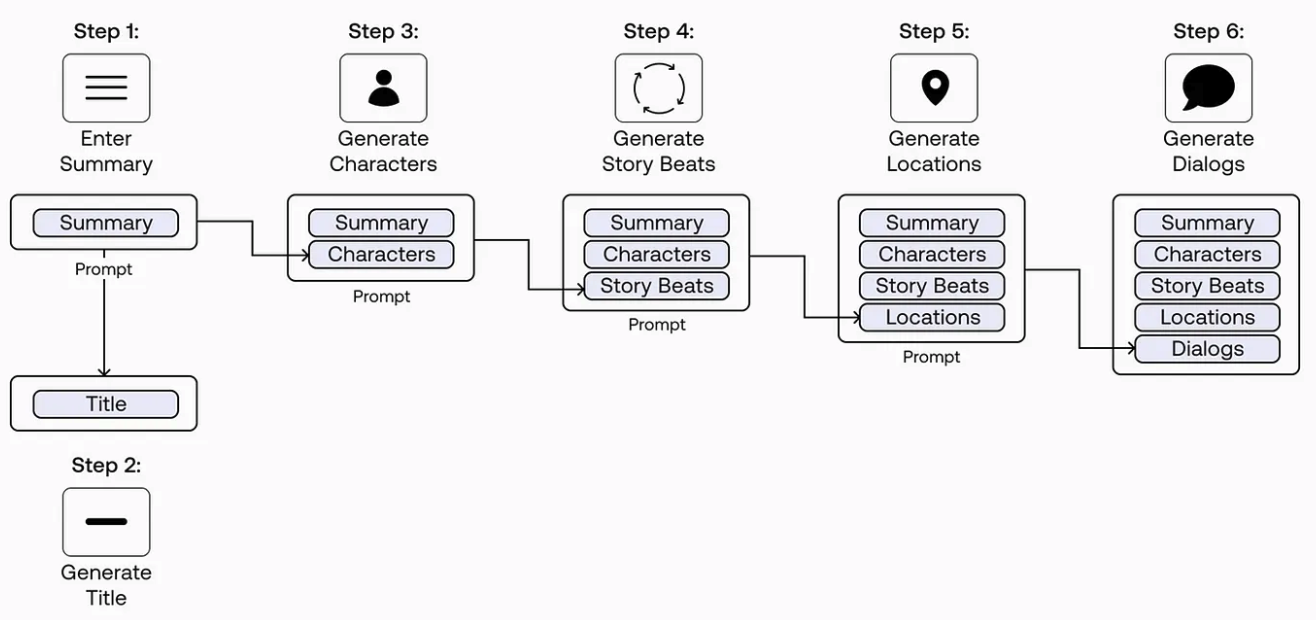 Step 1:
Enter
Summary
Summary
Prompt
Title
Step 2:
Generate
Title
Step 3:
Generate
Characters
Summary
Characters
Prompt
Step 4:
Generate
Story Beats
Summary
Characters
Story Beats
Prompt
Step 5:
Generate
Locations
Summary
Characters
Story Beats
Locations
Prompt
Step 6:
Generate
Dialogs
Summary
Characters
Story Beats
Locations
Dialogs